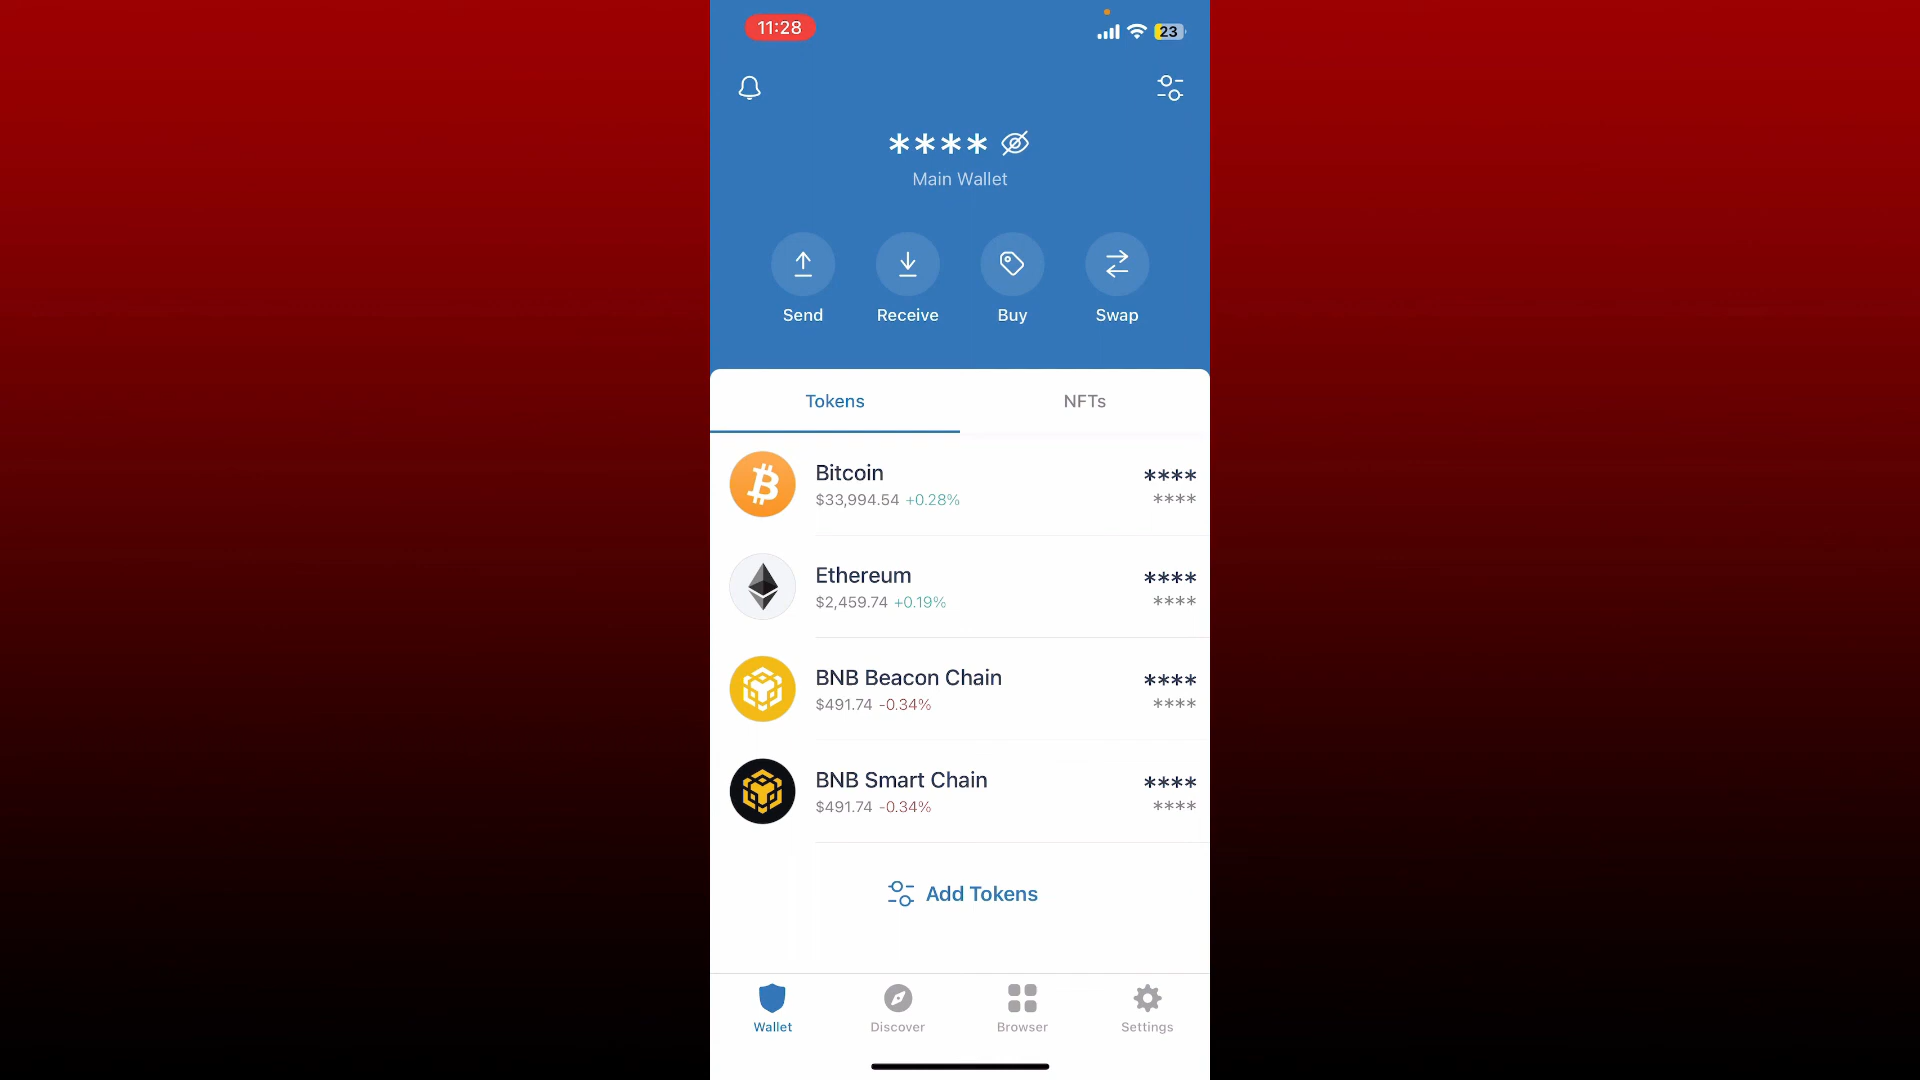 11:28
23
**** 
Main Wallet
Send Receive Buy Swap
Tokens NFTs
Bitcoin ****
$33,994.54 +0.28% ****
Ethereum ****
$2,459.74 +0.19% ****
BNB Beacon Chain ****
$491.74 -0.34% ****
BNB Smart Chain ****
$491.74 -0.34% ****
Add Tokens
Wallet Discover Browser Settings